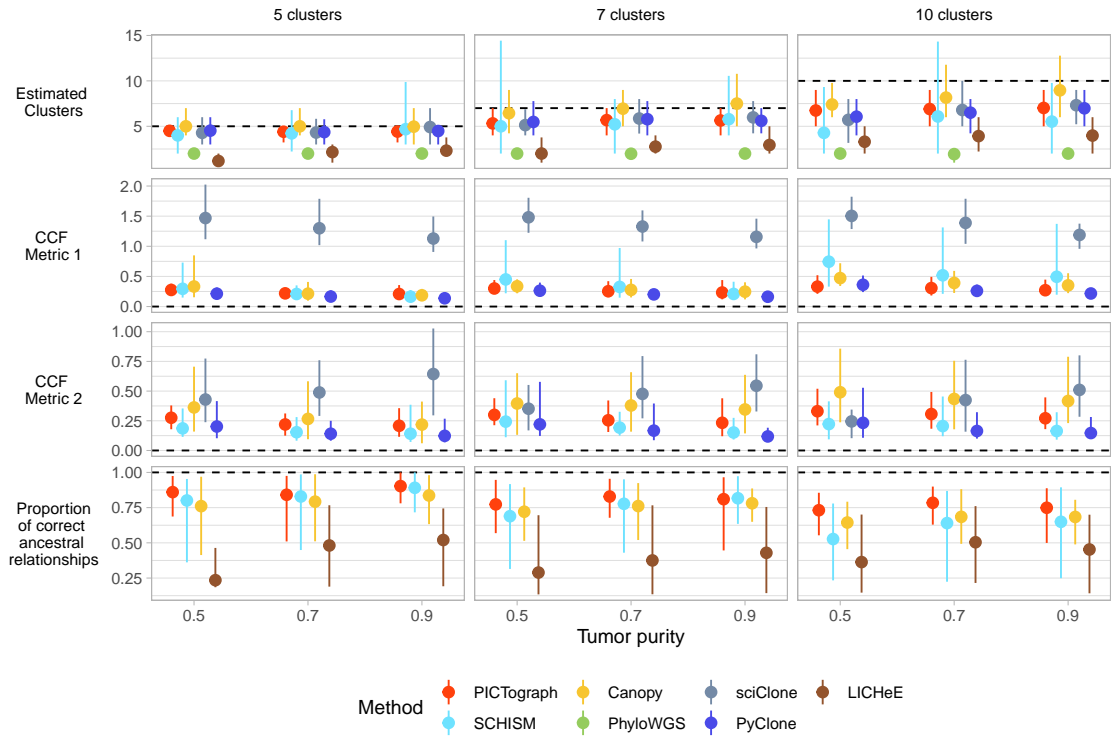 5 clusters 7 clusters 10 clusters
Estimated
Clusters
15
10
5
CCF
Metric 1
2.0
1.5
1.0
0.5
0.0
CCF
Metric 2
1.00
0.75
0.50
0.25
0.00
Proportion
of correct
ancestral
relationships
1.00
0.75
0.50
0.25
0.5 0.7 0.9 0.5 0.7 0.9 0.5 0.7 0.9
Tumor purity
Method
PICTograph Canopy sciClone LICHeE
SCHISM PhyloWGS PyClone